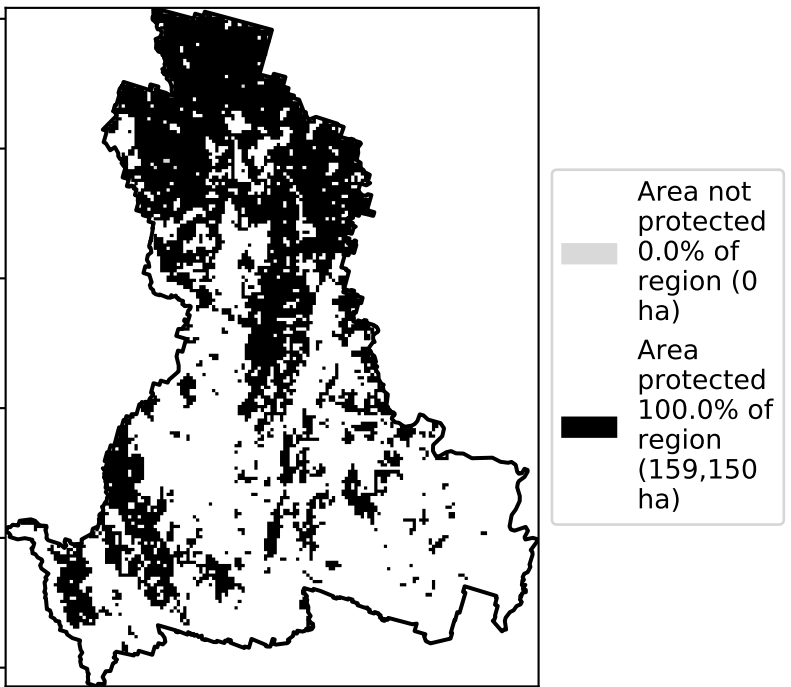 Area not
protected
0.0% of
region (0
ha)
Area
protected
100.0% of
region
(159,150
ha)